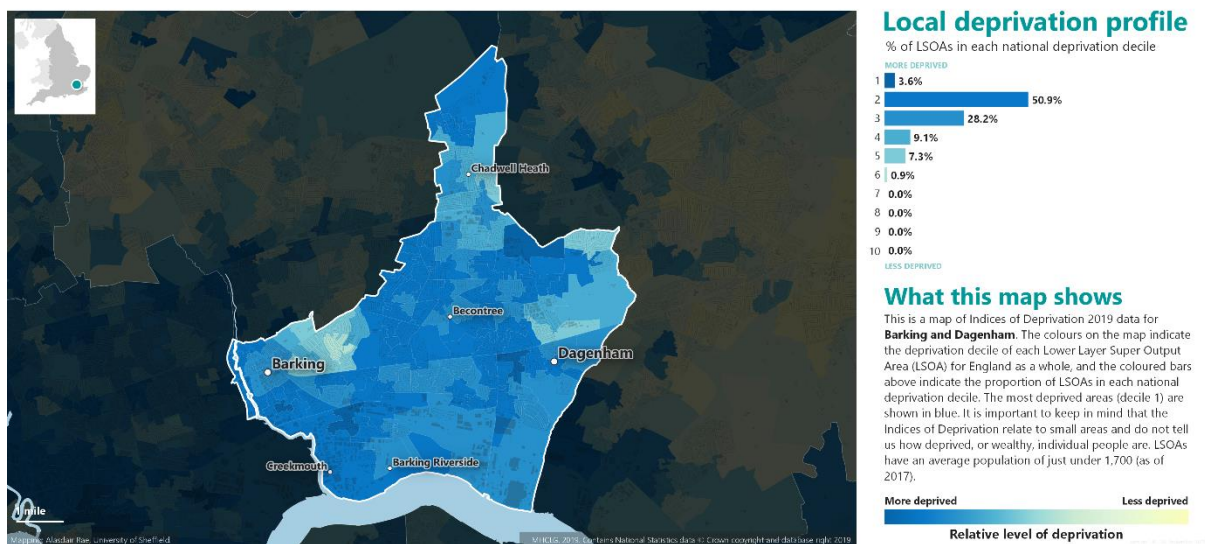 Local deprivation profile
% of LSOAs in each national deprivation decile
MORE DEPRIVED
1 3.6%
2 50.9%
3 28.2%
4 9.1%
5 7.3%
6 0.9%
7 0.0%
8 0.0%
9 0.0%
10 0.0%
LESS DEPRIVED
What this map shows
This is a map of Indices of Deprivation 2019 data for
Barking and Dagenham. The colours on the map indicate
the deprivation decile of each Lower Layer Super Output
Area (LSOA) for England as a whole, and the coloured bars
above indicate the proportion of LSOAs in each national
deprivation decile. The most deprived areas (decile 1) are
shown in blue. It is important to keep in mind that the
Indices of Deprivation relate to small areas and do not tell
us how deprived, or wealthy, individual people are. LSOAs
have an average population of just under 1,700 (as of
2017).
More deprived Less deprived
Relative level of deprivation
Chadwell Heath
Becontree
Dagenham
Barking
Creekmouth
Barking Riverside
1 mile
Mapping: Alasdair Rae, University of Sheffield
MHCLG, 2019. Contains National Statistics data © Crown copyright and database right 2019